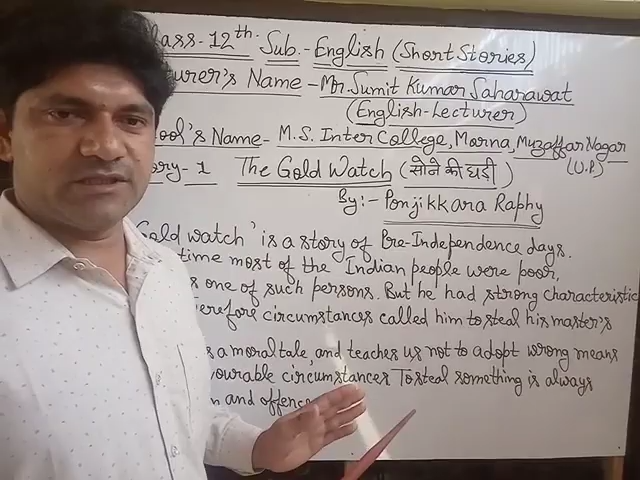 lass-12th Sub.-English (Short Stories)
turer's Name - Mr Sumit Kumar Saharawat
(English-Lecturer)
ool's Name- M.S. Inter College, Morna, Muzaffar Nagar
(U.P.)
ory-1 The Gold Watch (सोने की घड़ी)
By:- Ponjikkara Raphy
Gold watch' is a story of Pre-Independence days.
time most of the Indian people were poor,
s one of such persons. But he had strong characteristic
erefore circumstances called him to steal his master's
s a moral tale, and teaches us not to adopt wrong means
vourable circumstances To steal something is always
n and offence